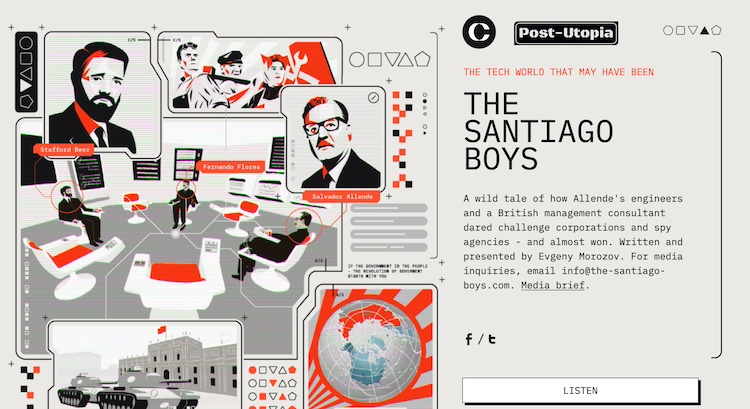 E/B
E/B
Stafford Beer
Fernando Flores
Salvador Allende
IF THE GOVERNMENT IS THE PEOPLE
- THE REVOLUTION OF GOVERNMENT
STARTS WITH YOU
A/S
A/S
C
Post-Utopia
THE TECH WORLD THAT MAY HAVE BEEN
THE
SANTIAGO
BOYS
A wild tale of how Allende's engineers
and a British management consultant
dared challenge corporations and spy
agencies - and almost won. Written and
presented by Evgeny Morozov. For media
inquiries, email info@the-santiago-
boys.com. Media brief.
f / t
LISTEN